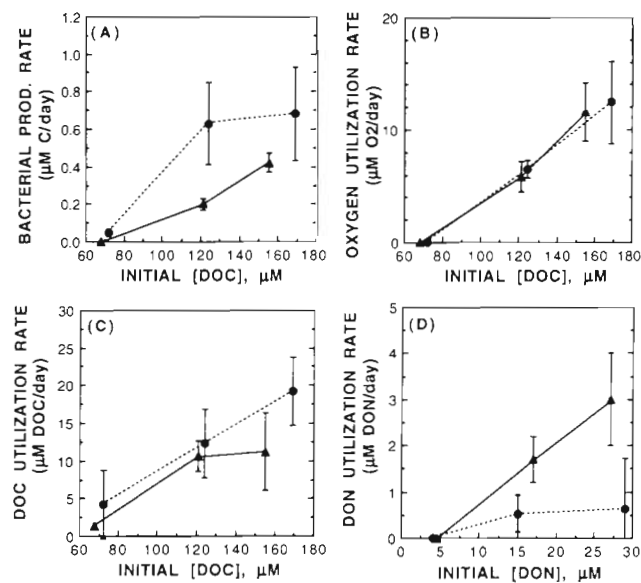 (A)
BACTERIAL PROD. RATE
(µM C/day)
1.2
1.0
0.8
0.6
0.4
0.2
0.0
60 80 100 120 140 160 180
INITIAL [DOC], µM
(B)
OXYGEN UTILIZATION RATE
(µM O2/day)
20
10
0
60 80 100 120 140 160 180
INITIAL [DOC], µM
(C)
DOC UTILIZATION RATE
(µM DOC/day)
30
25
20
15
10
5
0
60 80 100 120 140 160 180
INITIAL [DOC], µM
(D)
DON UTILIZATION RATE
(µM DON/day)
5
4
3
2
1
0
0 5 10 15 20 25 30
INITIAL [DON], µM